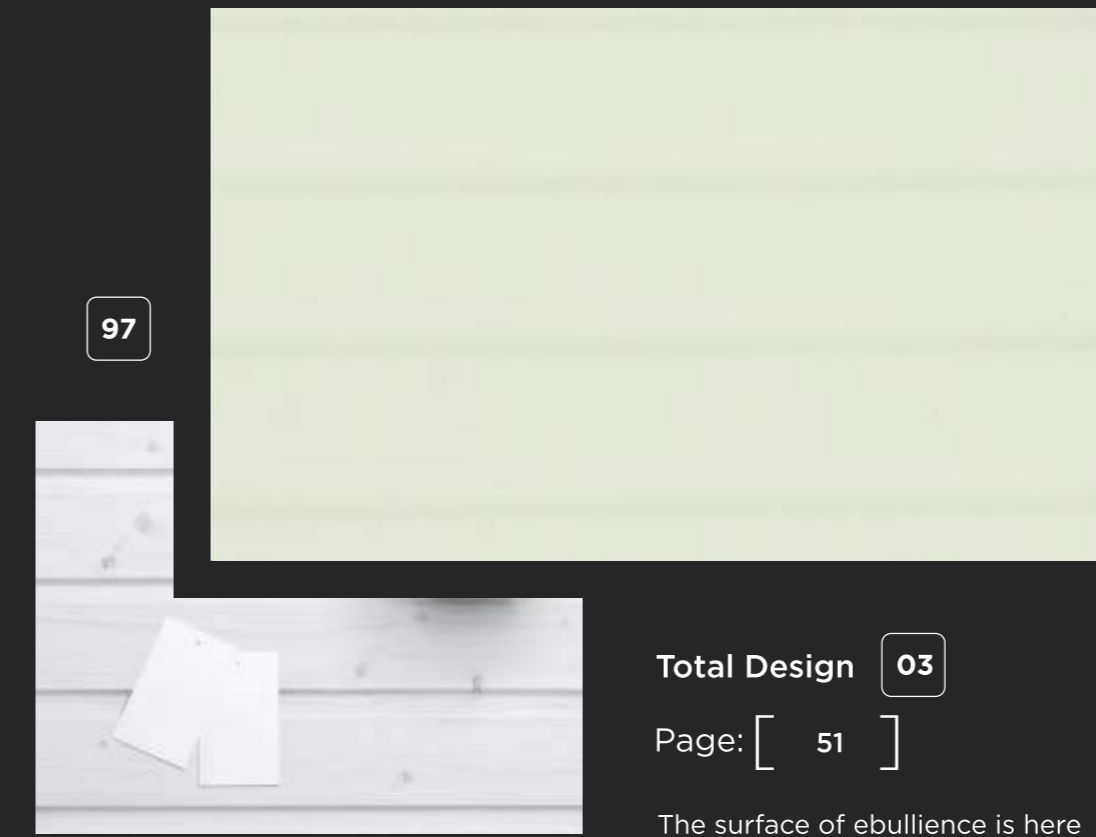 97
Total Design 03
Page: [ 51 ]
The surface of ebullience is here